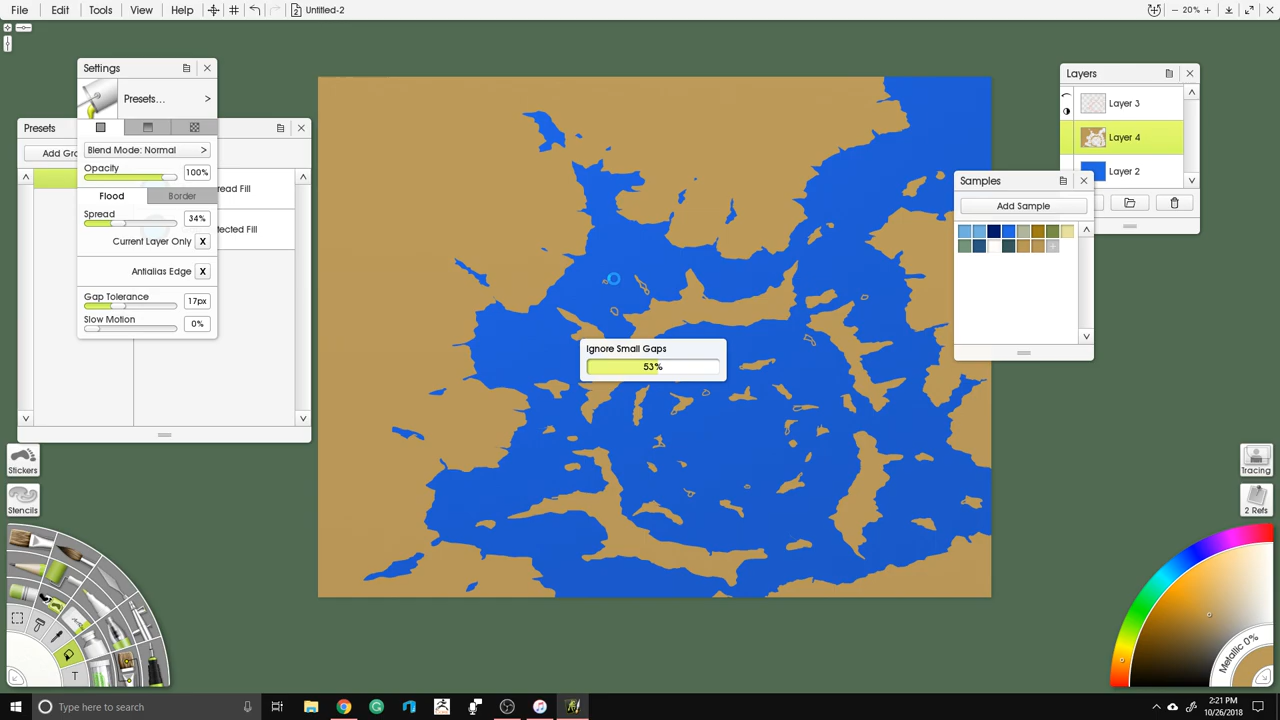 File Edit Tools View Help Untitled-2 20%
Settings
Presets...
Presets
Add Gro
Blend Mode: Normal
Opacity 100%
Flood Border
Spread 34%
Current Layer Only X
Antialias Edge X
Gap Tolerance 17px
Slow Motion 0%
read Fill
ected Fill
Ignore Small Gaps
53%
Layers
Layer 3
Layer 4
Layer 2
Samples
Add Sample
Stickers
Stencils
T
Tracing
2 Refs
Metallic 0%
Type here to search
2:21 PM
10/26/2018